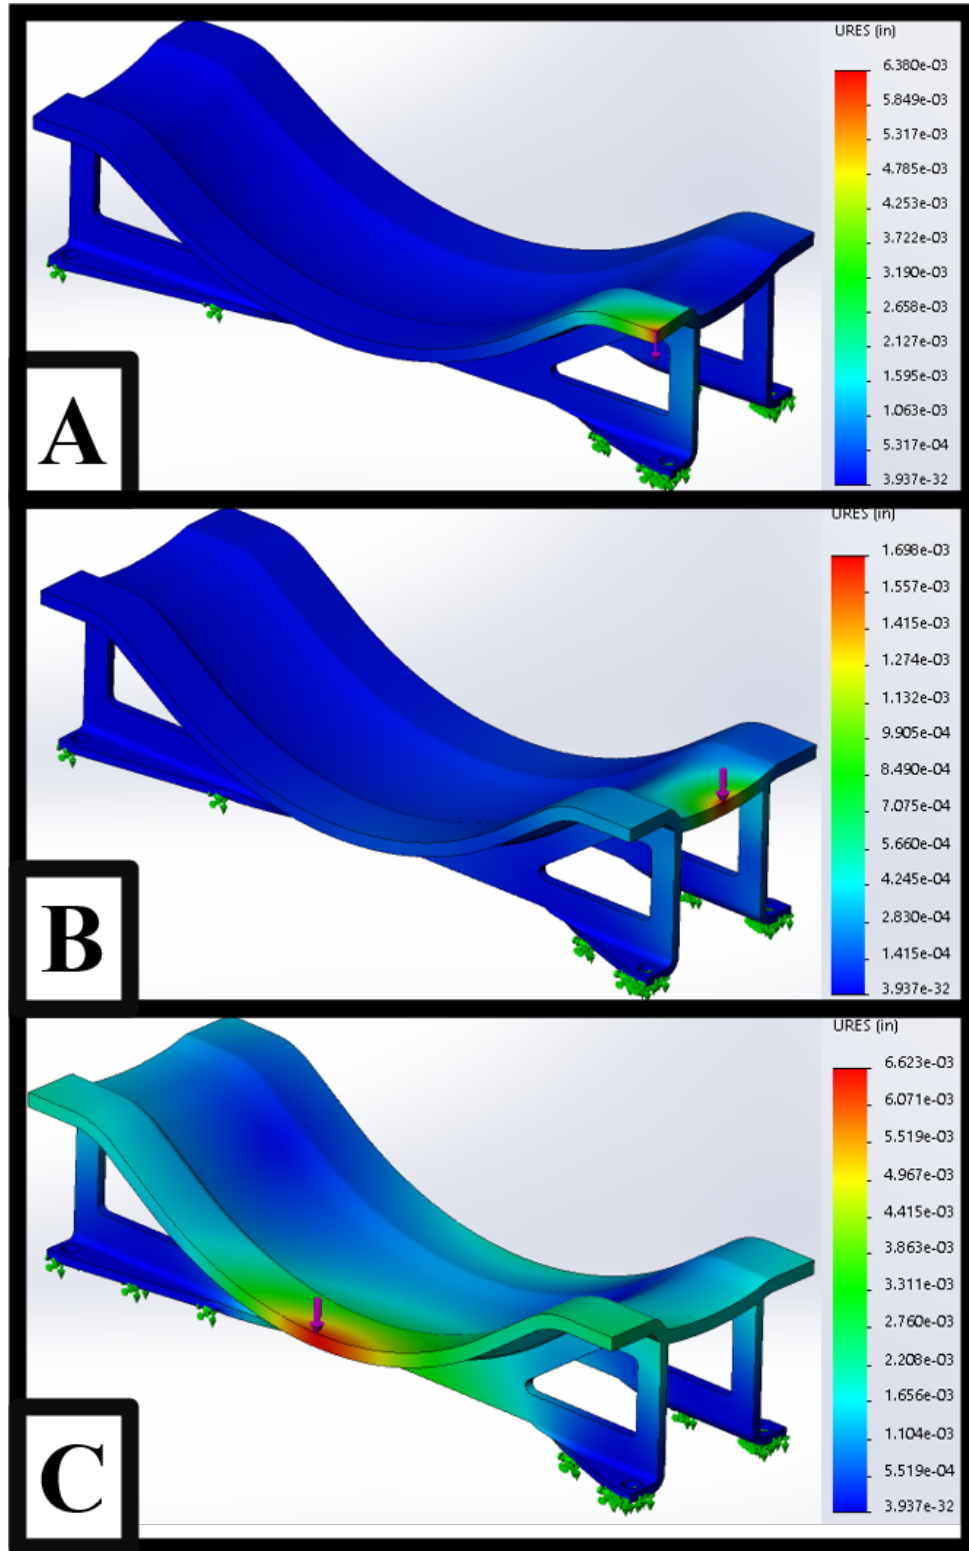 URES (in)
6.380e-03
5.849e-03
5.317e-03
4.785e-03
4.253e-03
3.722e-03
3.190e-03
2.658e-03
2.127e-03
1.595e-03
1.063e-03
5.317e-04
3.937e-32
A
URES (in)
1.698e-03
1.557e-03
1.415e-03
1.274e-03
1.132e-03
9.905e-04
8.490e-04
7.075e-04
5.660e-04
4.245e-04
2.830e-04
1.415e-04
3.937e-32
B
URES (in)
6.623e-03
6.071e-03
5.519e-03
4.967e-03
4.415e-03
3.863e-03
3.311e-03
2.760e-03
2.208e-03
1.656e-03
1.104e-03
5.519e-04
3.937e-32
C